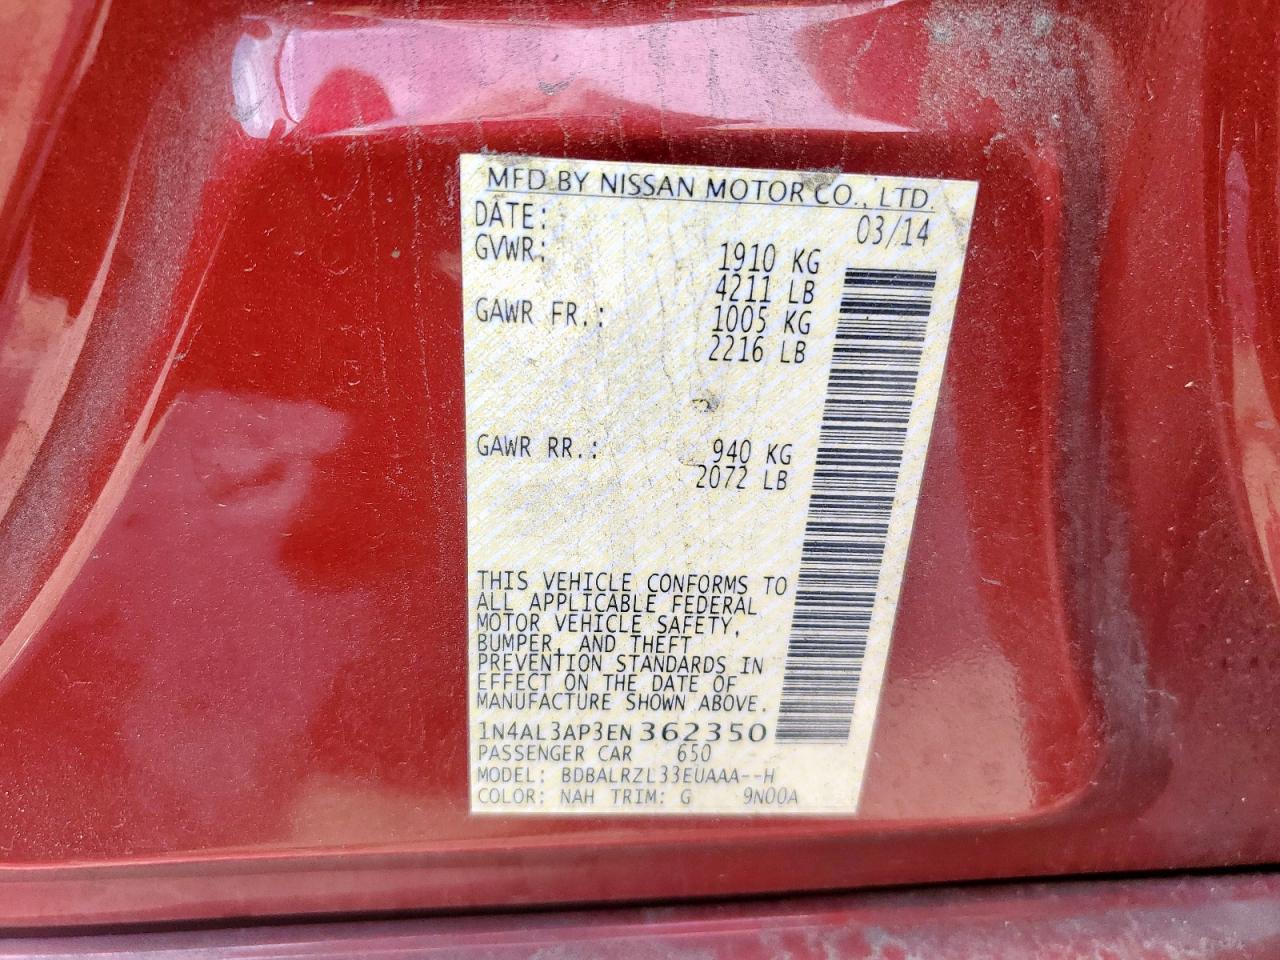 MFD BY NISSAN MOTOR CO., LTD.
DATE: 03/14
GVWR: 1910 KG
4211 LB
GAWR FR.: 1005 KG
2216 LB
GAWR RR.: 940 KG
2072 LB
THIS VEHICLE CONFORMS TO
ALL APPLICABLE FEDERAL
MOTOR VEHICLE SAFETY,
BUMPER, AND THEFT
PREVENTION STANDARDS IN
EFFECT ON THE DATE OF
MANUFACTURE SHOWN ABOVE.
1N4AL3AP3EN362350
PASSENGER CAR 650
MODEL: BDBALRZL33EUAAA--H
COLOR: NAH TRIM: G 9N00A